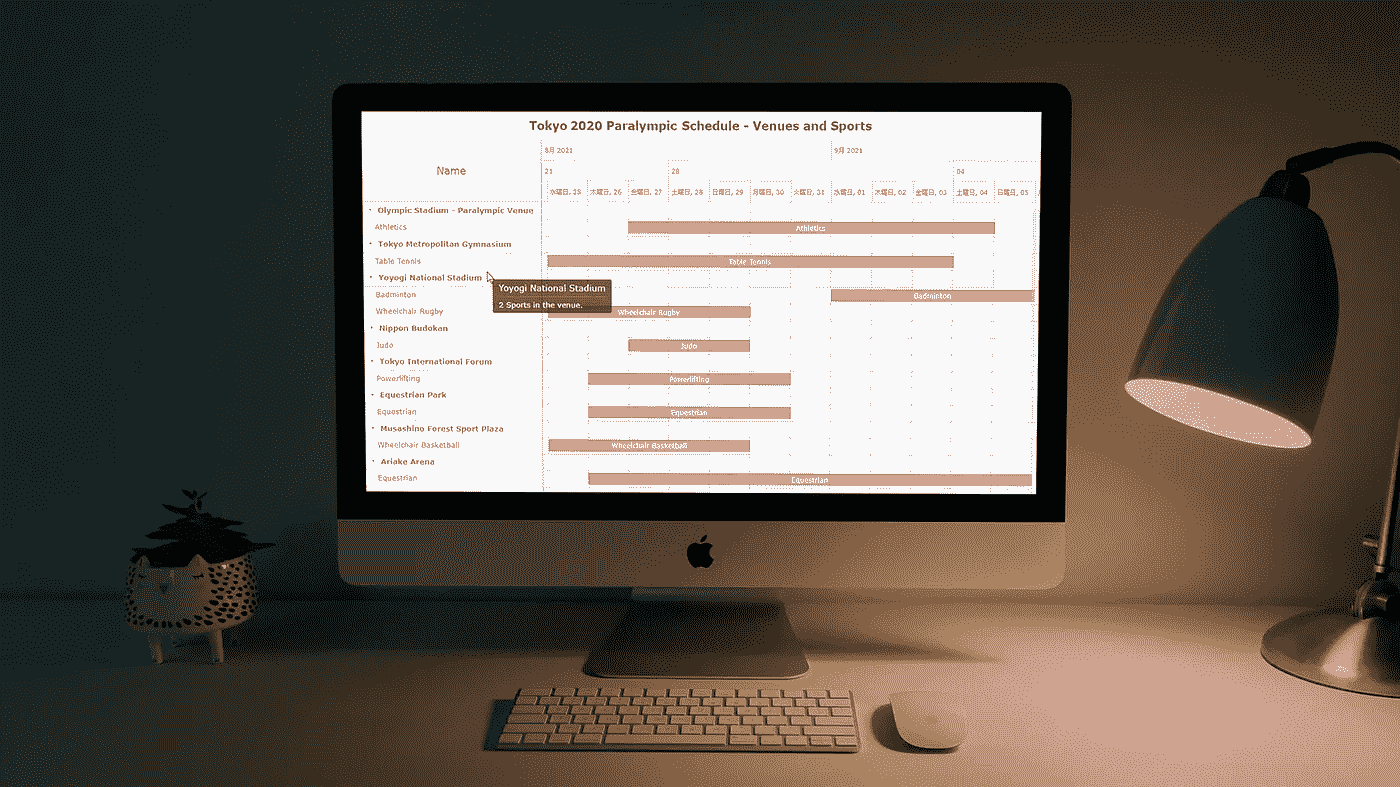 Tokyo 2020 Paralympic Schedule - Venues and Sports
8月 2021 9月 2021
Name
21 28 04
水曜日, 25 木曜日, 26 金曜日, 27 土曜日, 28 日曜日, 29 月曜日, 30 火曜日, 31 水曜日, 01 木曜日, 02 金曜日, 03 土曜日, 04 日曜日, 05
Olympic Stadium - Paralympic Venue
Athletics Athletics
Tokyo Metropolitan Gymnasium
Table Tennis Table Tennis
Yoyogi National Stadium
Yoyogi National Stadium
2 Sports in the venue.
Badminton Badminton
Wheelchair Rugby Wheelchair Rugby
Nippon Budokan
Judo Judo
Tokyo International Forum
Powerlifting Powerlifting
Equestrian Park
Equestrian Equestrian
Musashino Forest Sport Plaza
Wheelchair Basketball Wheelchair Basketball
Ariake Arena
Equestrian Equestrian